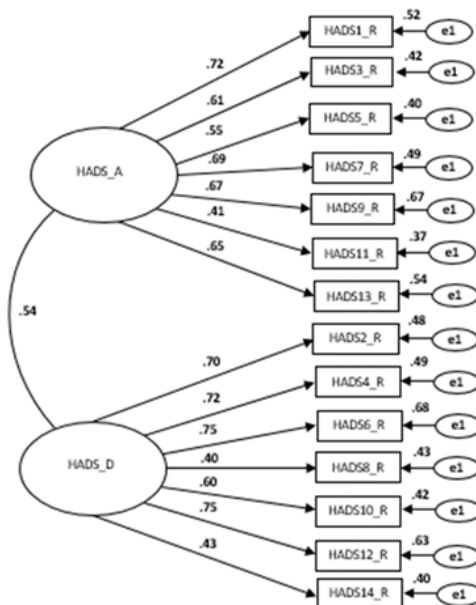 .52
HADS1_R
e1
.72
.42
HADS3_R
e1
.61
.40
HADS5_R
e1
.55
HADS_A
.49
HADS7_R
e1
.69
.67
HADS9_R
e1
.67
.37
HADS11_R
e1
.41
.54
HADS13_R
e1
.65
.54
.48
HADS2_R
e1
.70
.49
HADS4_R
e1
.72
.68
HADS6_R
e1
.75
HADS_D
.43
HADS8_R
e1
.40
.42
HADS10_R
e1
.60
.63
HADS12_R
e1
.75
.40
HADS14_R
e1
.43